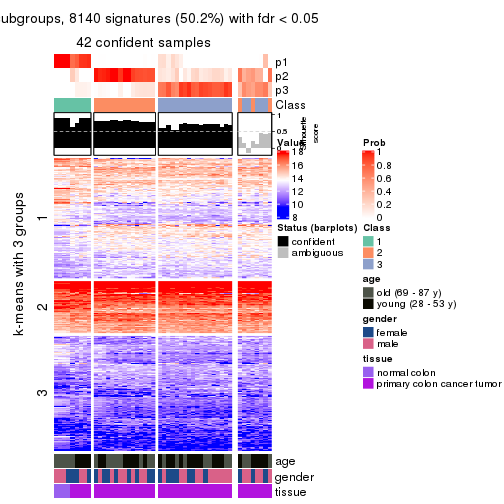 ubgroups, 8140 signatures (50.2%) with fdr < 0.05
42 confident samples
p1
p2
p3
Class
1
0.5
0
Silhouette
score
k-means with 3 groups
1
2
3
age
gender
tissue
Value
18
16
14
12
10
8
Status (barplots)
confident
ambiguous
Prob
1
0.8
0.6
0.4
0.2
0
Class
1
2
3
age
old (69 - 87 y)
young (28 - 53 y)
gender
female
male
tissue
normal colon
primary colon cancer tumor